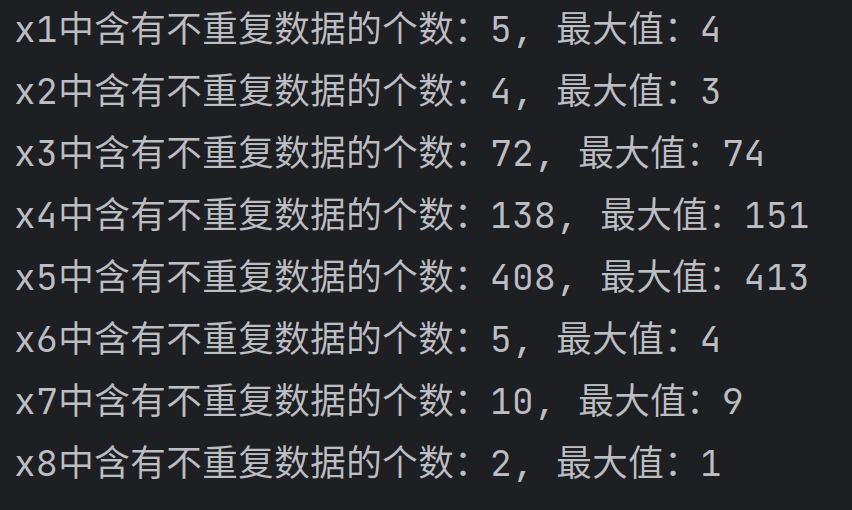 x1中含有不重复数据的个数：5, 最大值：4
x2中含有不重复数据的个数：4, 最大值：3
x3中含有不重复数据的个数：72, 最大值：74
x4中含有不重复数据的个数：138, 最大值：151
x5中含有不重复数据的个数：408, 最大值：413
x6中含有不重复数据的个数：5, 最大值：4
x7中含有不重复数据的个数：10, 最大值：9
x8中含有不重复数据的个数：2, 最大值：1